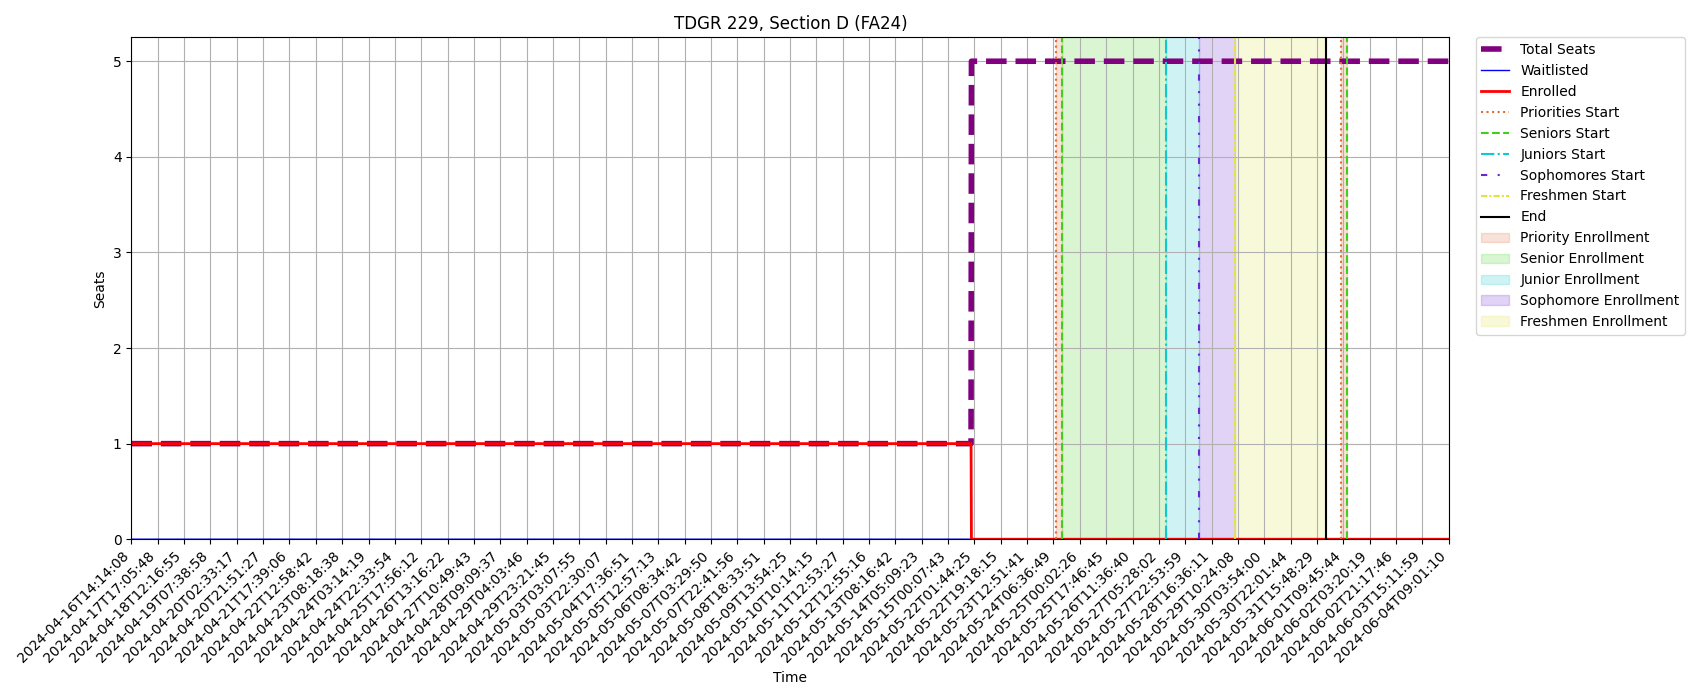 TDGR 229, Section D (FA24)
Seats
5
4
3
2
1
0
2024-04-16T14:14:08
2024-04-17T17:05:48
2024-04-18T12:16:55
2024-04-19T07:38:58
2024-04-20T02:33:17
2024-04-20T21:51:27
2024-04-21T17:39:06
2024-04-22T12:58:42
2024-04-23T08:18:38
2024-04-24T03:14:19
2024-04-24T22:33:54
2024-04-25T17:56:12
2024-04-26T13:16:22
2024-04-27T10:49:43
2024-04-28T09:09:37
2024-04-29T04:03:46
2024-04-29T23:21:45
2024-05-03T03:07:55
2024-05-03T22:30:07
2024-05-04T17:36:51
2024-05-05T12:57:13
2024-05-06T08:34:42
2024-05-07T03:29:50
2024-05-07T22:41:56
2024-05-08T18:33:51
2024-05-09T13:54:25
2024-05-10T10:14:15
2024-05-11T12:53:27
2024-05-12T12:55:16
2024-05-13T08:16:42
2024-05-14T05:09:23
2024-05-15T00:07:43
2024-05-22T01:44:25
2024-05-22T19:18:15
2024-05-23T12:51:41
2024-05-24T06:36:49
2024-05-25T00:02:26
2024-05-25T17:46:45
2024-05-26T11:36:40
2024-05-27T05:28:02
2024-05-27T22:53:59
2024-05-28T16:36:11
2024-05-29T10:24:08
2024-05-30T03:54:00
2024-05-30T22:01:44
2024-05-31T15:48:29
2024-06-01T09:45:44
2024-06-02T03:20:19
2024-06-02T21:17:46
2024-06-03T15:11:59
2024-06-04T09:01:10
Time
Total Seats
Waitlisted
Enrolled
Priorities Start
Seniors Start
Juniors Start
Sophomores Start
Freshmen Start
End
Priority Enrollment
Senior Enrollment
Junior Enrollment
Sophomore Enrollment
Freshmen Enrollment